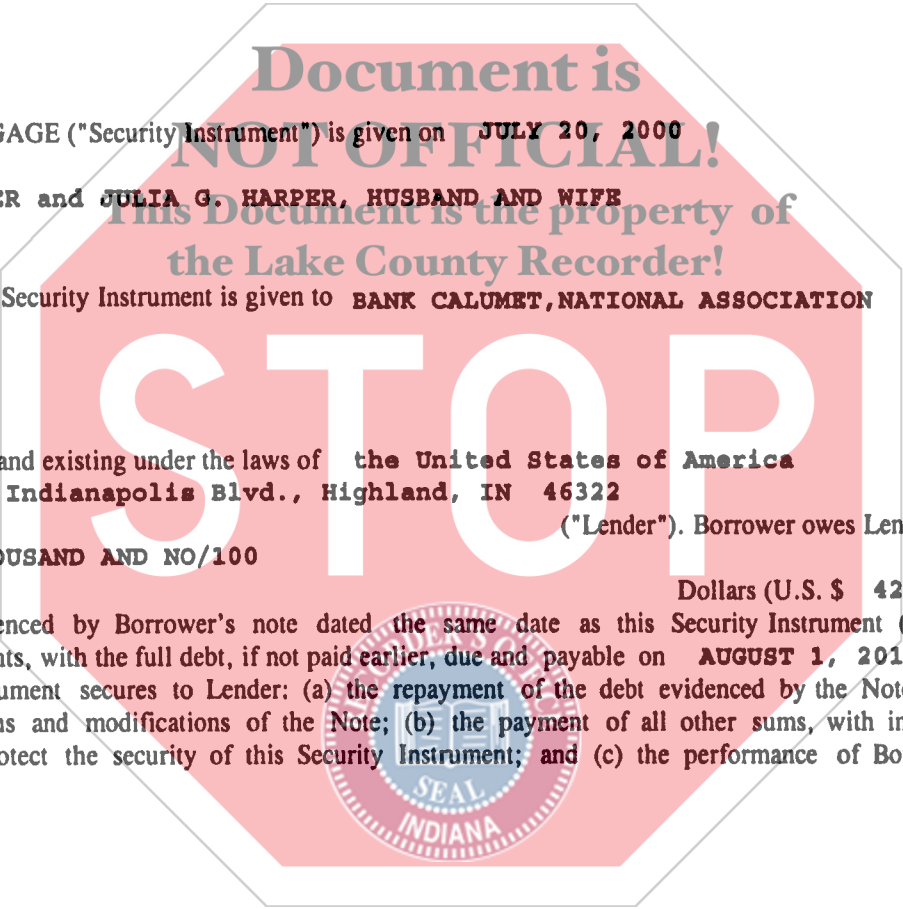 Document is
GAGE ("Security Instrument") is given on JULY 20, 2000
NOT OFFICIAL!
ER and JULIA G. HARPER, HUSBAND AND WIFE
This Document is the property of
the Lake County Recorder!
Security Instrument is given to BANK CALUMET,NATIONAL ASSOCIATION
STOP
and existing under the laws of the United States of America
Indianapolis Blvd., Highland, IN 46322
("Lender"). Borrower owes Len
OUSAND AND NO/100
Dollars (U.S. $ 42
enced by Borrower's note dated the same date as this Security Instrument (
nts, with the full debt, if not paid earlier, due and payable on AUGUST 1, 201
ument secures to Lender: (a) the repayment of the debt evidenced by the Note
ns and modifications of the Note; (b) the payment of all other sums, with in
otect the security of this Security Instrument; and (c) the performance of Bo
RECORDER'S OFFICE
SEAL
INDIANA